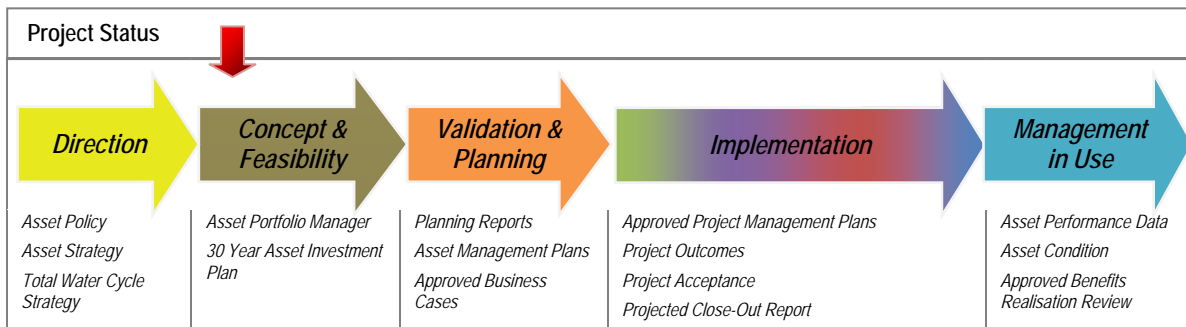 Project Status
Direction
Concept &
Feasibility
Validation &
Planning
Implementation
Management
in Use
Asset Policy
Asset Strategy
Total Water Cycle
Strategy
Asset Portfolio Manager
30 Year Asset Investment
Plan
Planning Reports
Asset Management Plans
Approved Business
Cases
Approved Project Management Plans
Project Outcomes
Project Acceptance
Projected Close-Out Report
Asset Performance Data
Asset Condition
Approved Benefits
Realisation Review